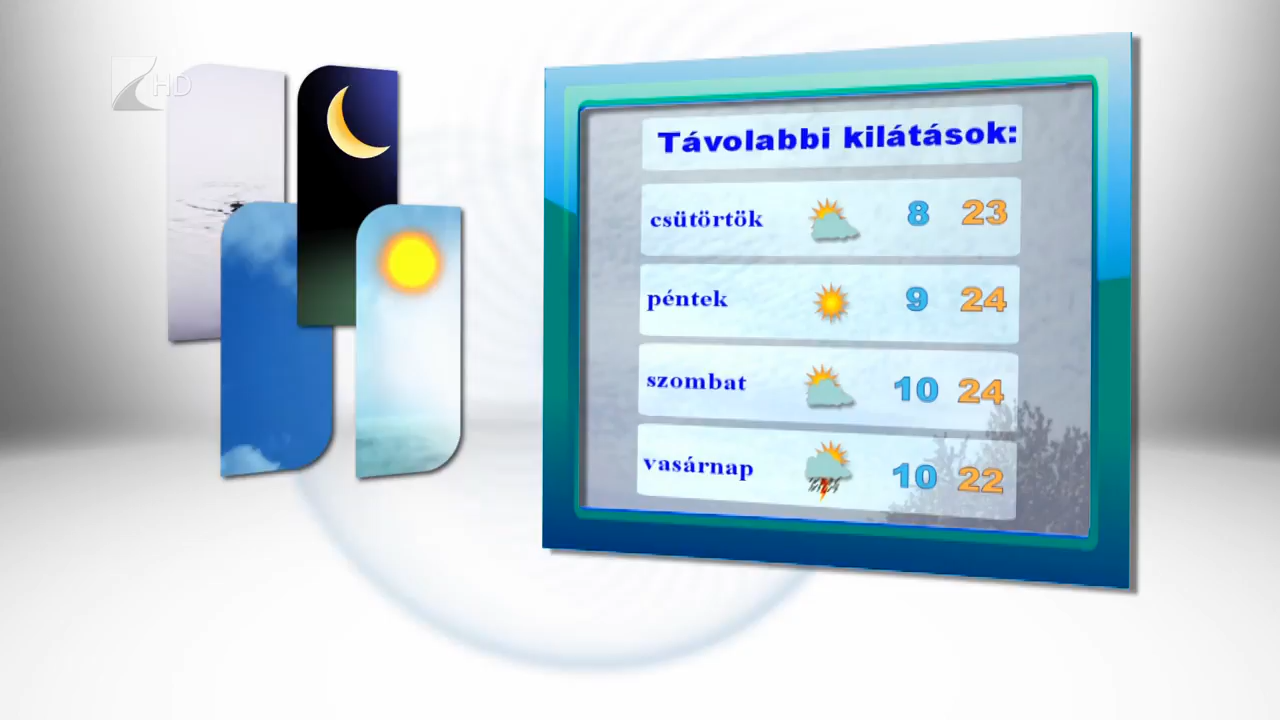 HD
Távolabbi kilátások:
csütörtök 8 23
péntek 9 24
szombat 10 24
vasárnap 10 22